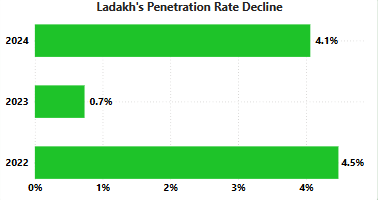 Ladakh's Penetration Rate Decline
2024 4.1%
2023 0.7%
2022 4.5%
0% 1% 2% 3% 4%